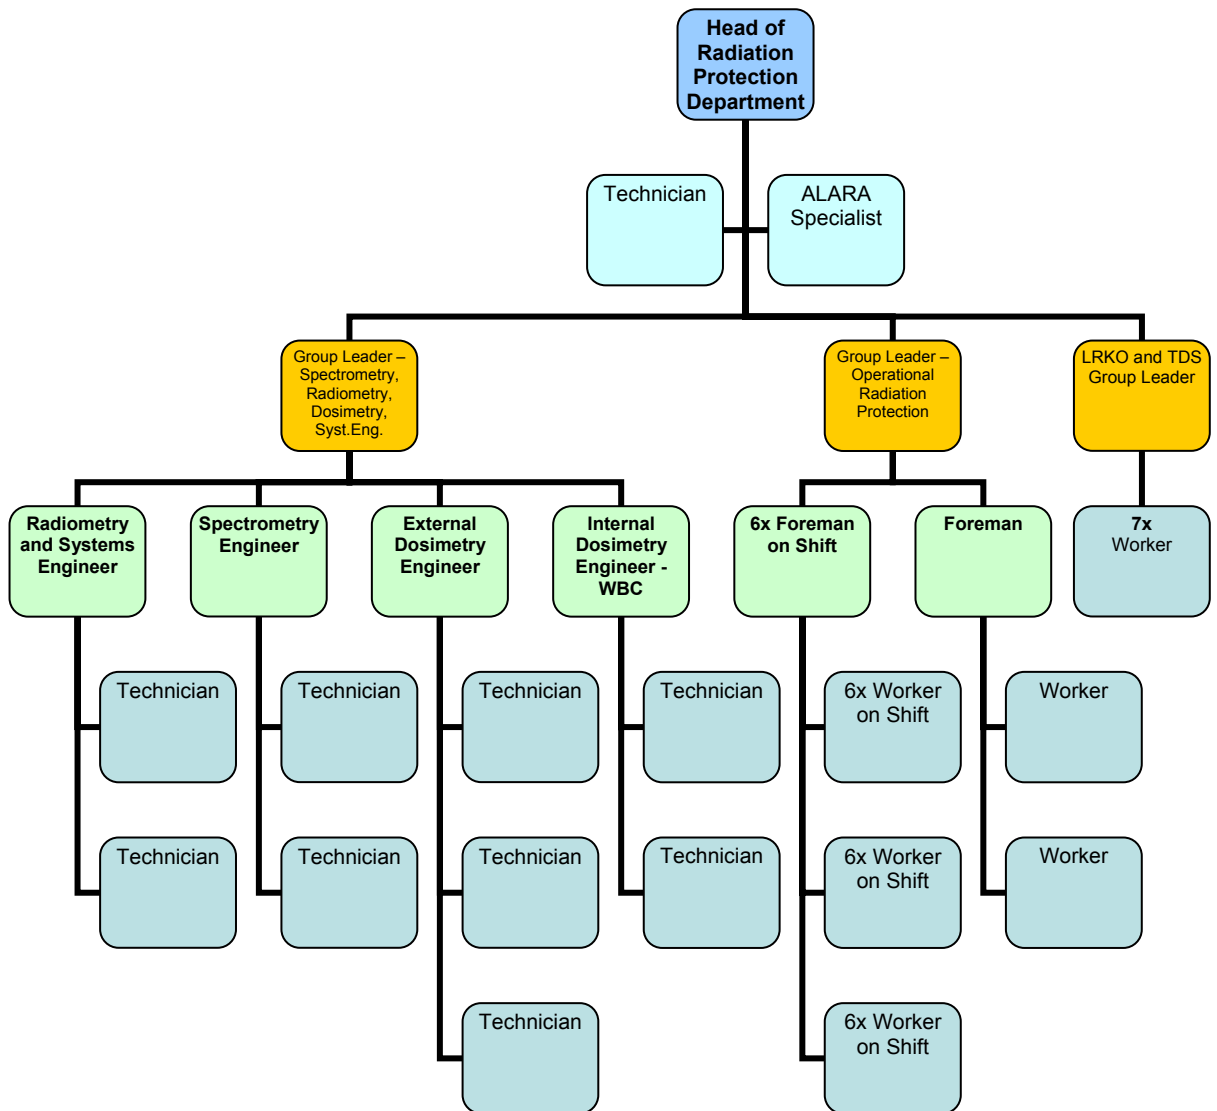 Head of
Radiation
Protection
Department
Technician
ALARA
Specialist
Group Leader –
Spectrometry,
Radiometry,
Dosimetry,
Syst.Eng.
Group Leader –
Operational
Radiation
Protection
LRKO and TDS
Group Leader
Radiometry
and Systems
Engineer
Spectrometry
Engineer
External
Dosimetry
Engineer
Internal
Dosimetry
Engineer -
WBC
6x Foreman
on Shift
Foreman
7x
Worker
Technician
Technician
Technician
Technician
6x Worker
on Shift
Worker
Technician
Technician
Technician
Technician
6x Worker
on Shift
Worker
Technician
6x Worker
on Shift